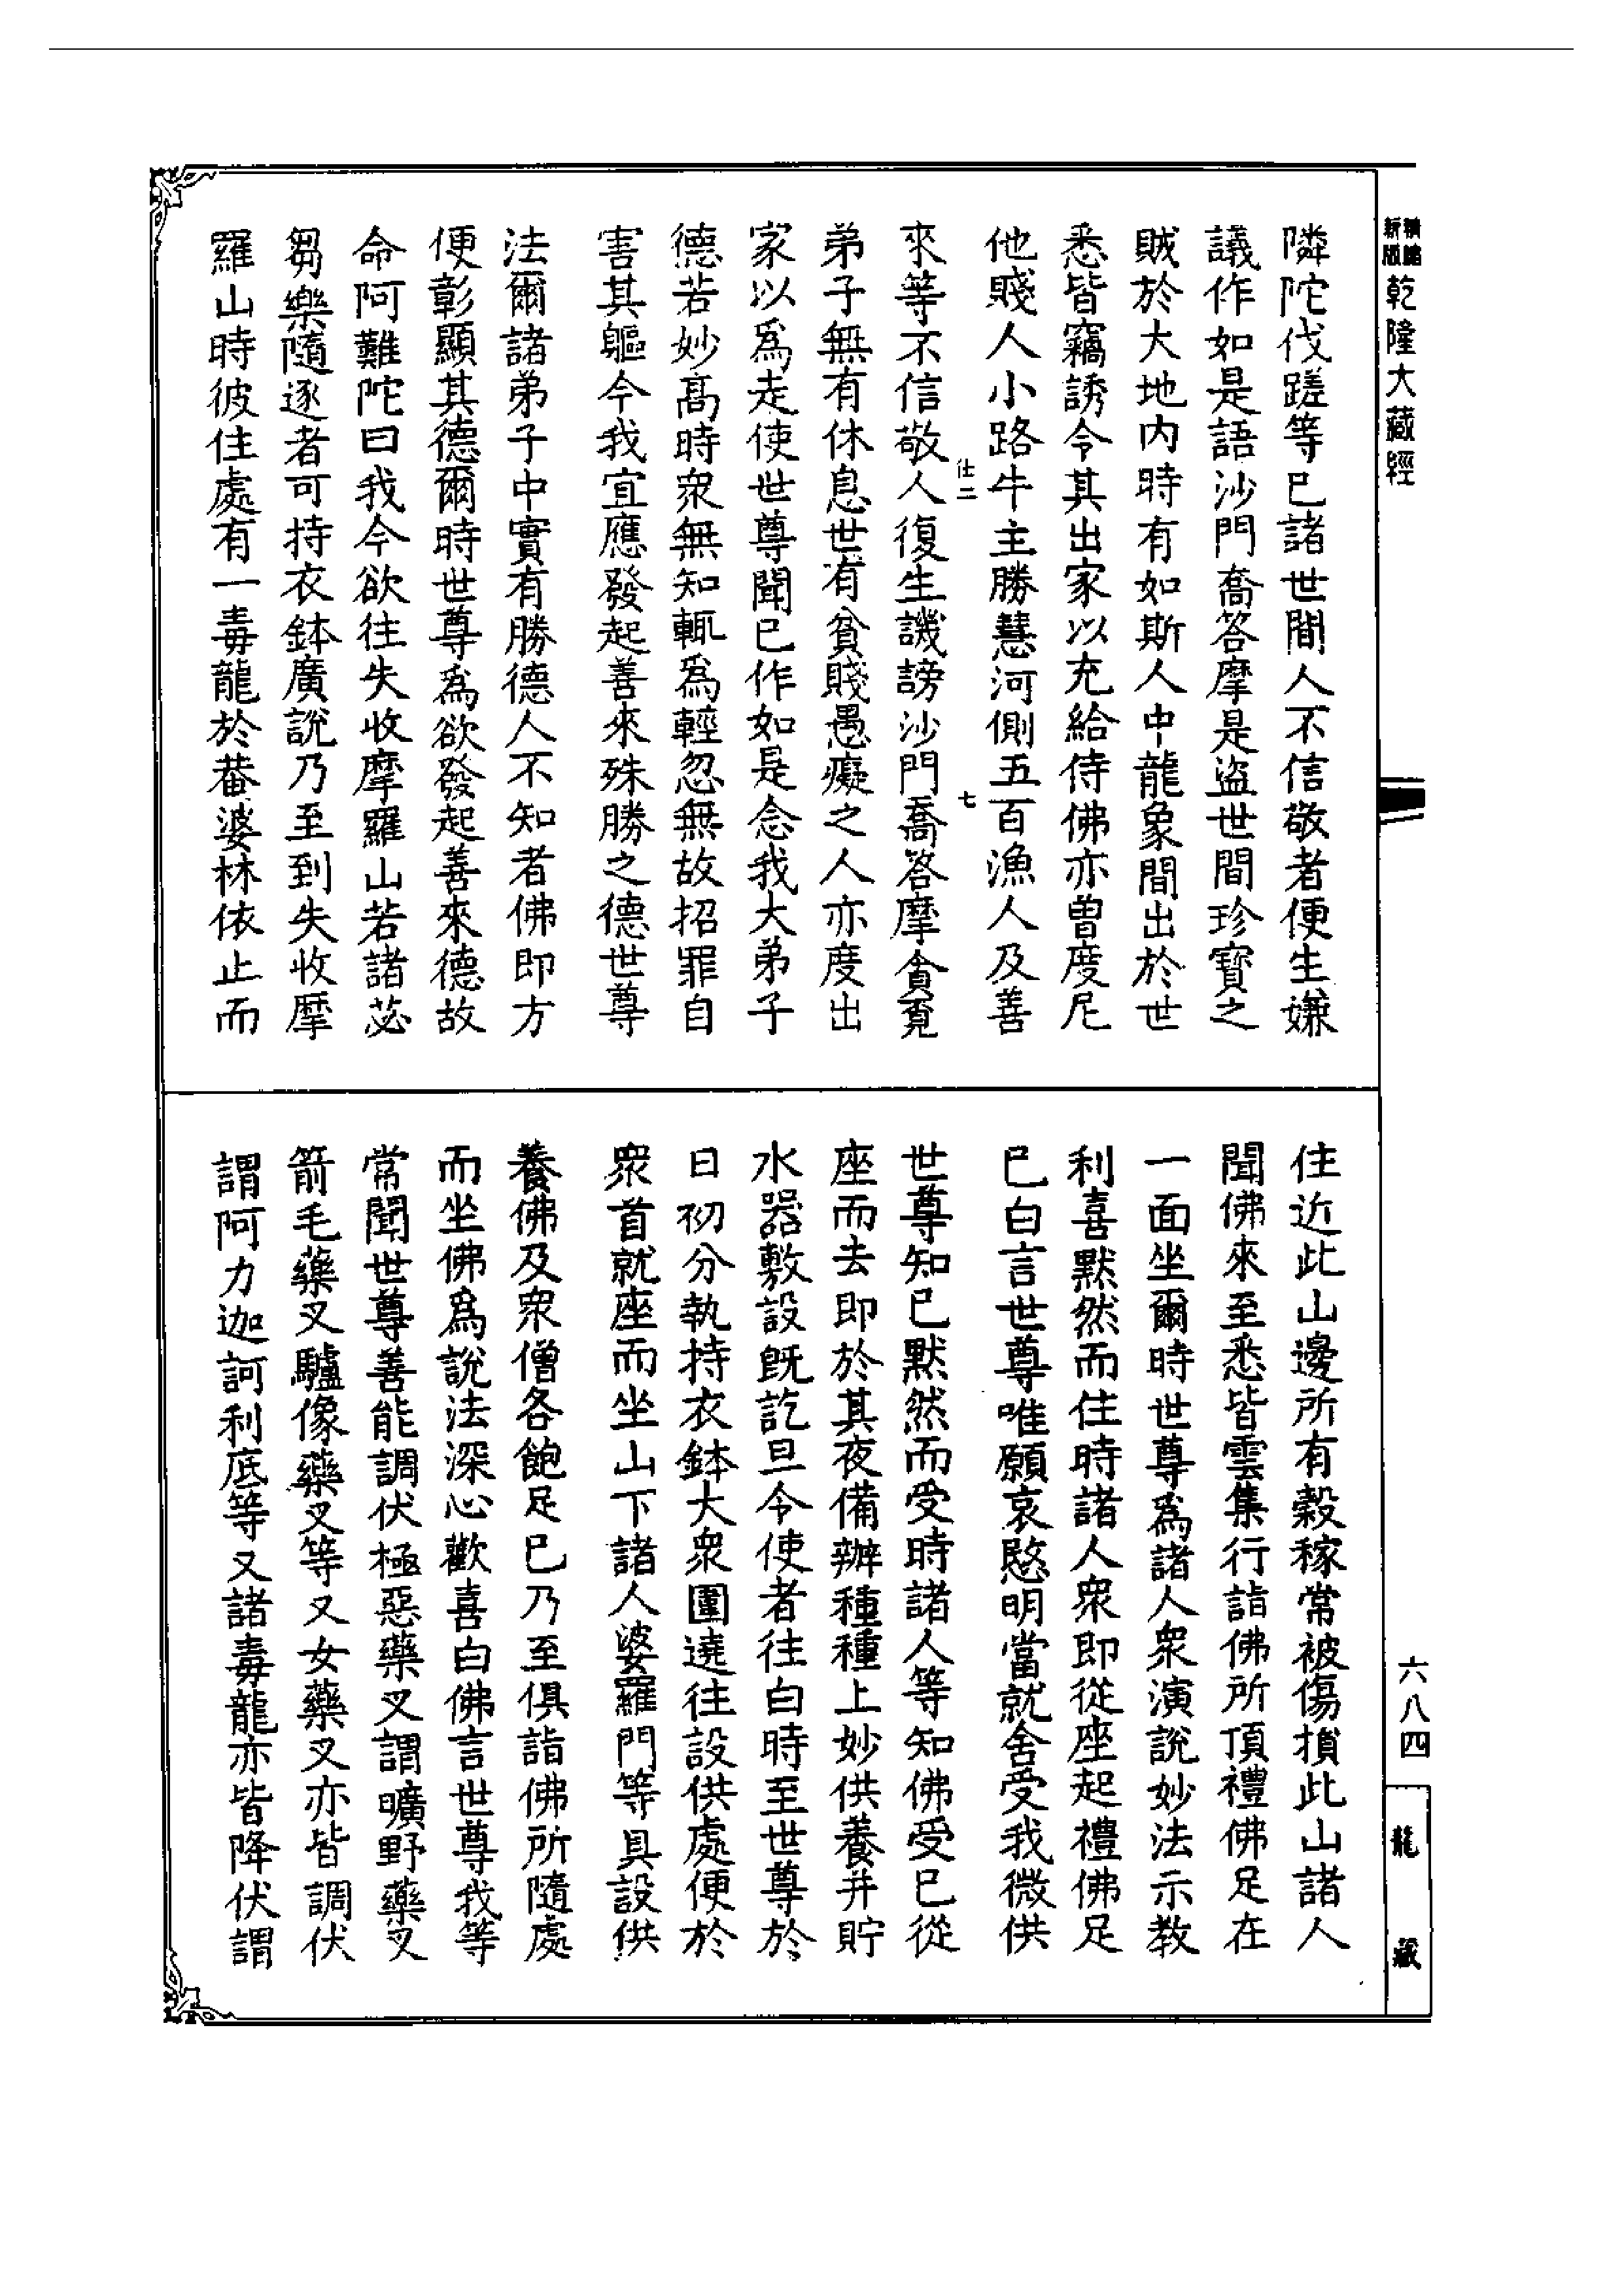 新版精縮乾隆大藏經
隣陀伐蹉等已諸世間人不信敬者便生嫌
議作如是語沙門喬答摩是盜世間珍寶之
賊於大地內時有如斯人中龍象間出於世
悉皆竊誘令其出家以充給侍佛亦曾度尼
他賤人小路牛主勝慧河側五百漁人及善
仕二
七
來等不信敬人復生譏謗沙門喬答摩貪覓
弟子無有休息世有貧賤愚癡之人亦度出
家以爲走使世尊聞已作如是念我大弟子
德若妙高時衆無知輒爲輕忽無故招罪自
害其軀今我宜應發起善來殊勝之德世尊
法爾諸弟子中實有勝德人不知者佛即方
便彰顯其德爾時世尊爲欲發起善來德故
命阿難陀曰我今欲往失收摩羅山若諸苾
芻樂隨逐者可持衣鉢廣說乃至到失收摩
羅山時彼住處有一毒龍於菴婆林依止而
住近此山邊所有穀稼常被傷損此山諸人
聞佛來至悉皆雲集行詣佛所頂禮佛足在
一面坐爾時世尊爲諸人衆演說妙法示教
利喜默然而住時諸人衆即從座起禮佛足
已白言世尊唯願哀愍明當就舍受我微供
世尊知已默然而受時諸人等知佛受已從
座而去即於其夜備辦種種上妙供養并貯
水器敷設既訖旦令使者往白時至世尊於
日初分執持衣鉢大衆圍遶往設供處便於
衆首就座而坐山下諸人婆羅門等具設供
養佛及衆僧各飽足已乃至俱詣佛所隨處
而坐佛爲說法深心歡喜白佛言世尊我等
常聞世尊善能調伏極惡藥叉謂曠野藥叉
箭毛藥叉驢像藥叉等又女藥叉亦皆調伏
謂阿力迦訶利底等又諸毒龍亦皆降伏謂
六八四
龍藏